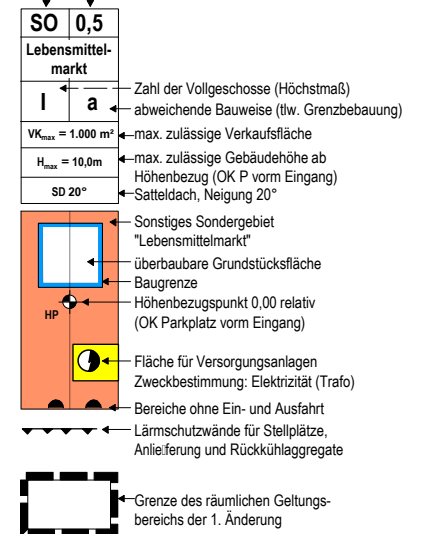 SO 0,5
Lebensmittel-
markt
I a
Zahl der Vollgeschosse (Höchstmaß)
abweichende Bauweise (tlw. Grenzbebauung)
VKmax = 1.000 m²
max. zulässige Verkaufsfläche
Hmax = 10,0m
max. zulässige Gebäudehöhe ab
Höhenbezug (OK P vorm Eingang)
SD 20°
Satteldach, Neigung 20°
Sonstiges Sondergebiet
"Lebensmittelmarkt"
überbaubare Grundstücksfläche
Baugrenze
HP
Höhenbezugspunkt 0,00 relativ
(OK Parkplatz vorm Eingang)
Fläche für Versorgungsanlagen
Zweckbestimmung: Elektrizität (Trafo)
Bereiche ohne Ein- und Ausfahrt
Lärmschutzwände für Stellplätze,
Anlie▯ferung und Rückkühlaggregate
Grenze des räumlichen Geltungs-
bereichs der 1. Änderung